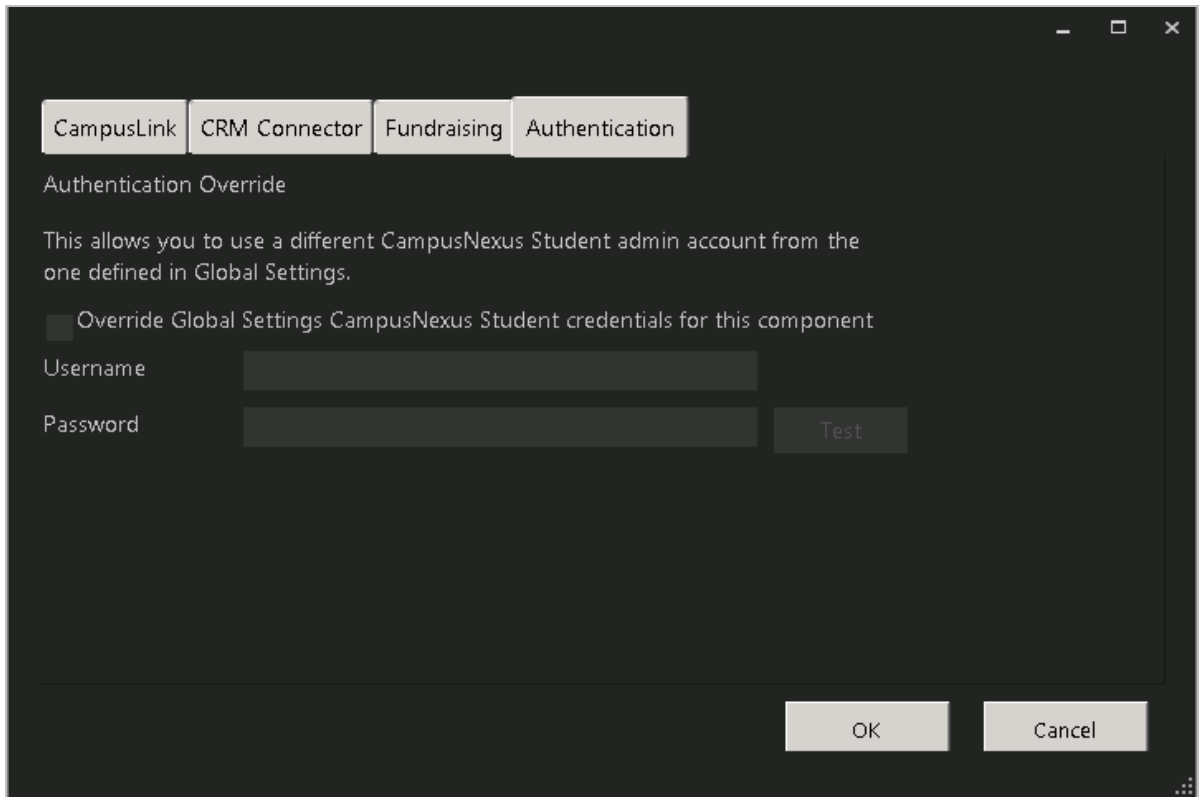 CampusLink CRM Connector Fundraising Authentication
Authentication Override
This allows you to use a different CampusNexus Student admin account from the
one defined in Global Settings.
Override Global Settings CampusNexus Student credentials for this component
Username
Password
Test
OK Cancel